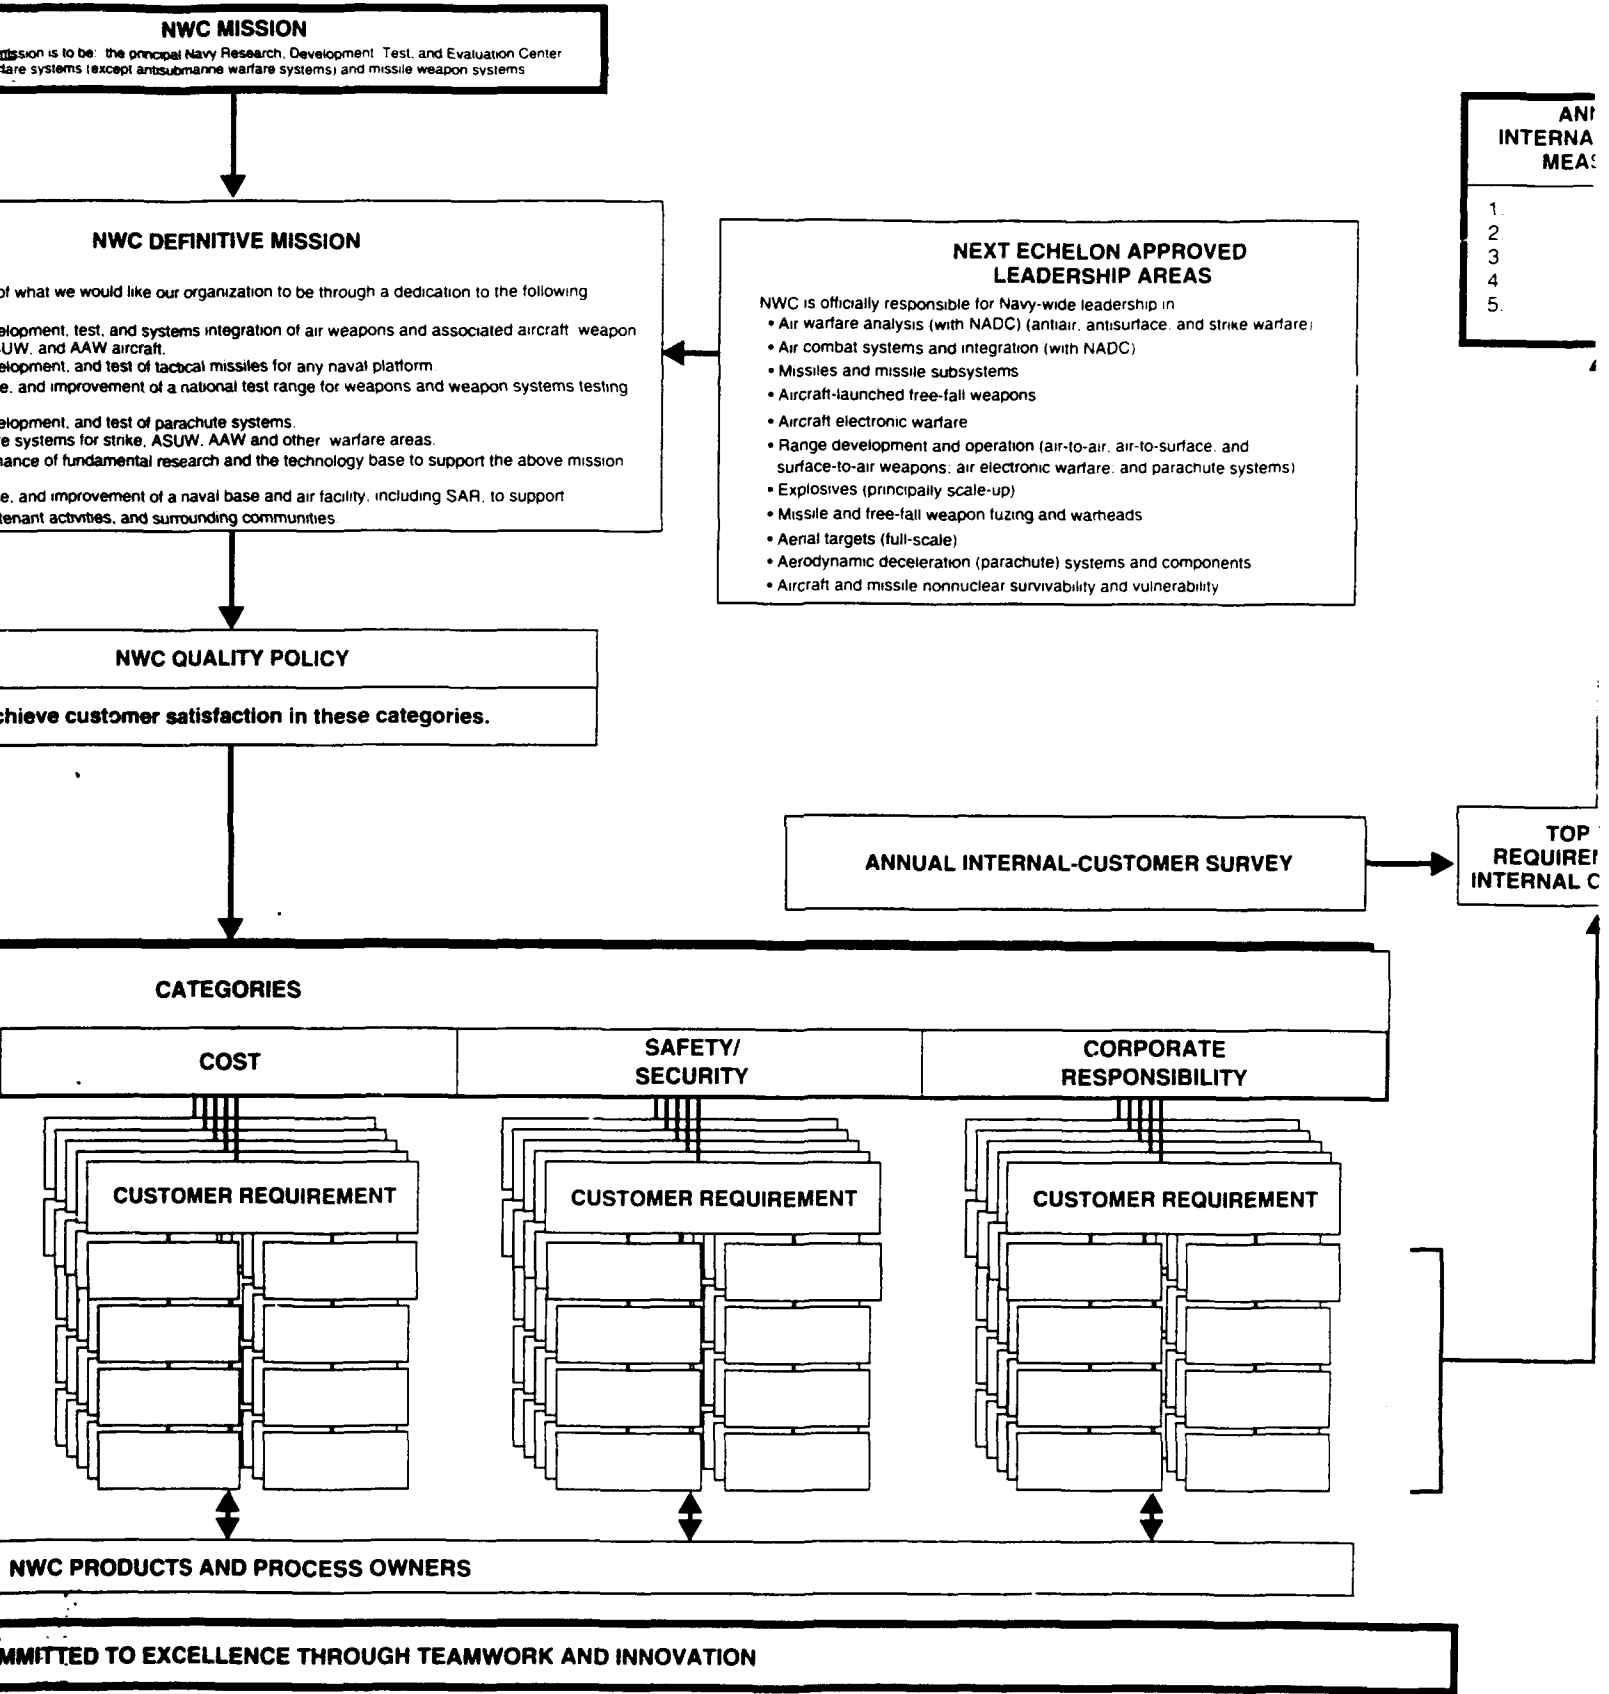 NWC MISSION
mission is to be: the principal Navy Research, Development Test, and Evaluation Center
fare systems (except antisubmarine warfare systems) and missile weapon systems
ANN
INTERNA
MEAS
1.
2.
3
4
5.
NWC DEFINITIVE MISSION
of what we would like our organization to be through a dedication to the following
elopment, test, and systems integration of air weapons and associated aircraft weapon
SUW, and AAW aircraft.
elopment, and test of tactical missiles for any naval platform
e, and improvement of a national test range for weapons and weapon systems testing
elopment, and test of parachute systems.
e systems for strike, ASUW, AAW and other warfare areas.
nance of fundamental research and the technology base to support the above mission
e, and improvement of a naval base and air facility, including SAR, to support
tenant activities, and surrounding communities.
NEXT ECHELON APPROVED
LEADERSHIP AREAS
NWC is officially responsible for Navy-wide leadership in
• Air warfare analysis (with NADC) (antiair, antisurface, and strike warfare)
• Air combat systems and integration (with NADC)
• Missiles and missile subsystems
• Aircraft-launched free-fall weapons
• Aircraft electronic warfare
• Range development and operation (air-to-air, air-to-surface, and
surface-to-air weapons; air electronic warfare; and parachute systems)
• Explosives (principally scale-up)
• Missile and free-fall weapon fuzing and warheads
• Aerial targets (full-scale)
• Aerodynamic deceleration (parachute) systems and components
• Aircraft and missile nonnuclear survivability and vulnerability
NWC QUALITY POLICY
chieve customer satisfaction in these categories.
ANNUAL INTERNAL-CUSTOMER SURVEY
TOP
REQUIREM
INTERNAL C
CATEGORIES
COST
SAFETY/
SECURITY
CORPORATE
RESPONSIBILITY
CUSTOMER REQUIREMENT
CUSTOMER REQUIREMENT
CUSTOMER REQUIREMENT
NWC PRODUCTS AND PROCESS OWNERS
MMITTED TO EXCELLENCE THROUGH TEAMWORK AND INNOVATION